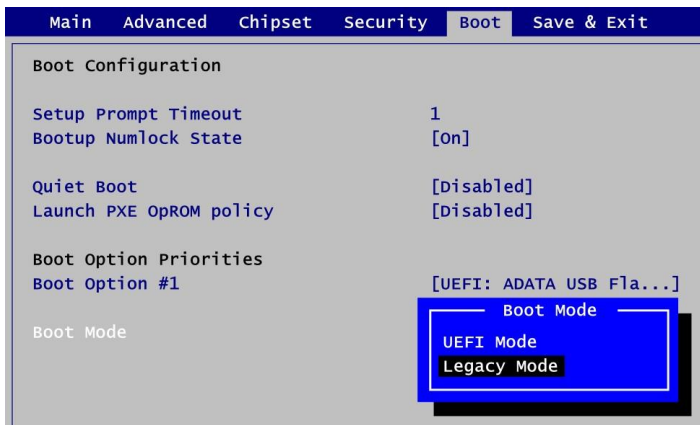 Main Advanced Chipset Security Boot Save & Exit
Boot Configuration
Setup Prompt Timeout 1
Bootup Numlock State [On]
Quiet Boot [Disabled]
Launch PXE OpROM policy [Disabled]
Boot Option Priorities
Boot Option #1 [UEFI: ADATA USB Fla...]
Boot Mode
Boot Mode
UEFI Mode
Legacy Mode